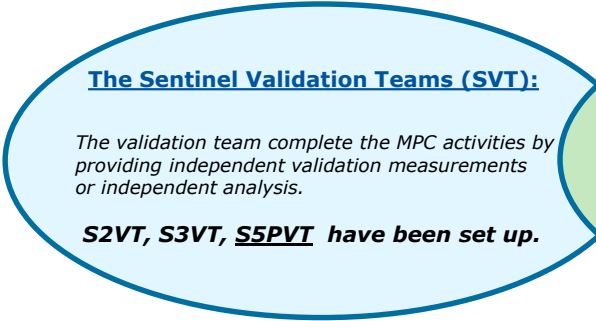 The Sentinel Validation Teams (SVT):
The validation team complete the MPC activities by
providing independent validation measurements
or independent analysis.
S2VT, S3VT, S5PVT have been set up.